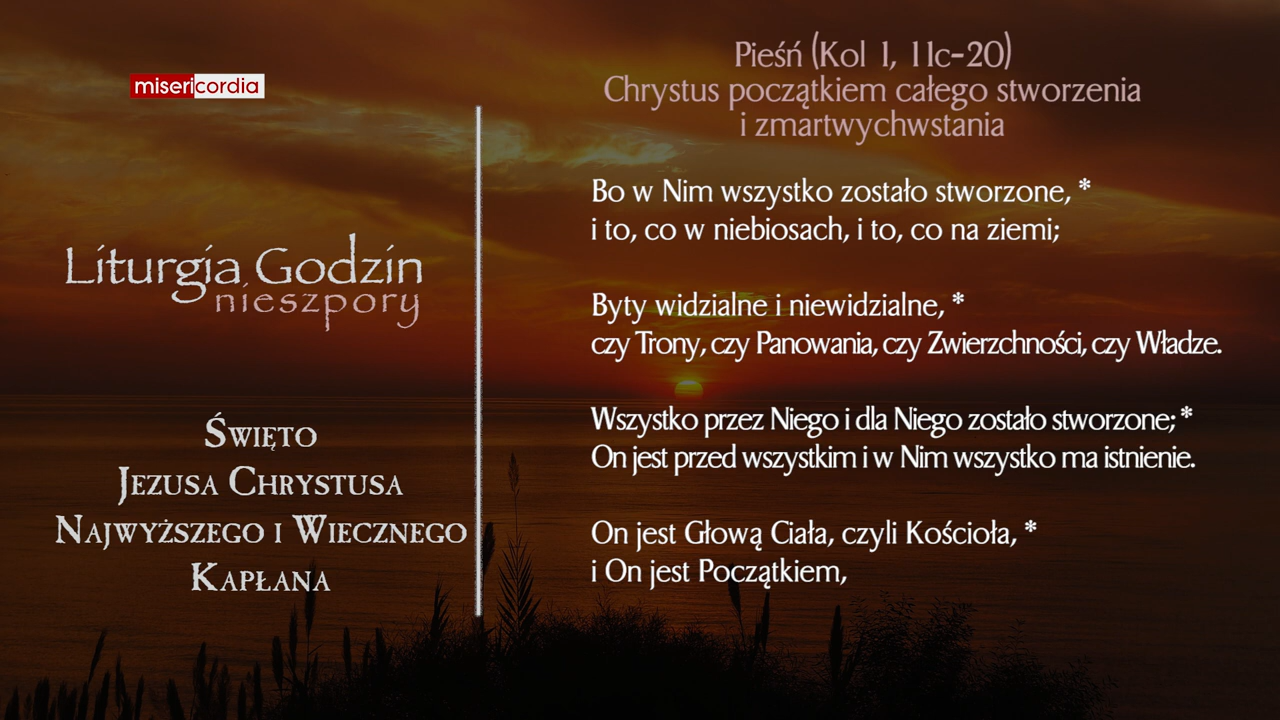 misericordia
Liturgia Godzin
nieszpory
Święto
Jezusa Chrystusa
Najwyższego i Wiecznego
Kapłana
Pieśń (Kol 1, 11c-20)
Chrystus początkiem całego stworzenia
i zmartwychwstania
Bo w Nim wszystko zostało stworzone, *
i to, co w niebiosach, i to, co na ziemi;
Byty widzialne i niewidzialne, *
czy Trony, czy Panowania, czy Zwierzchności, czy Władze.
Wszystko przez Niego i dla Niego zostało stworzone; *
On jest przed wszystkim i w Nim wszystko ma istnienie.
On jest Głową Ciała, czyli Kościoła, *
i On jest Początkiem,